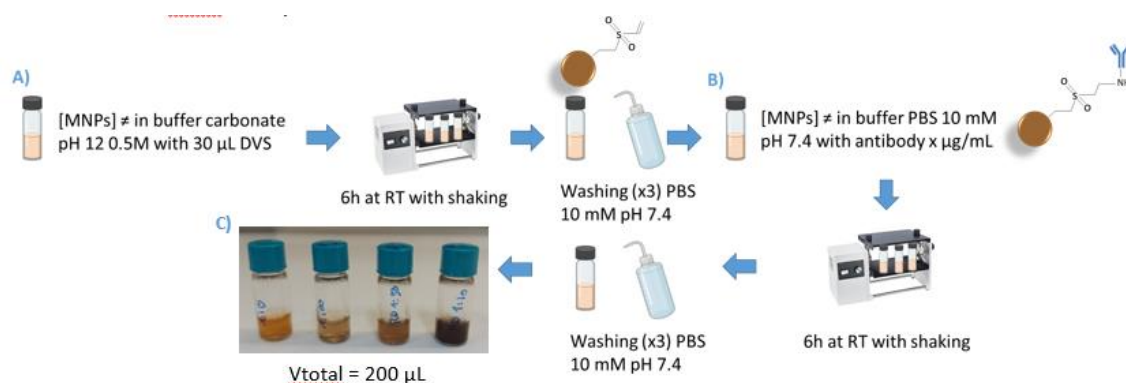 A)
[MNPs] ≠ in buffer carbonate
pH 12 0.5M with 30 µL DVS
6h at RT with shaking
O
S
O
Washing (x3) PBS
10 mM pH 7.4
B)
[MNPs] ≠ in buffer PBS 10 mM
pH 7.4 with antibody x µg/mL
O
S
O
6h at RT with shaking
Washing (x3) PBS
10 mM pH 7.4
C)
Vtotal = 200 µL